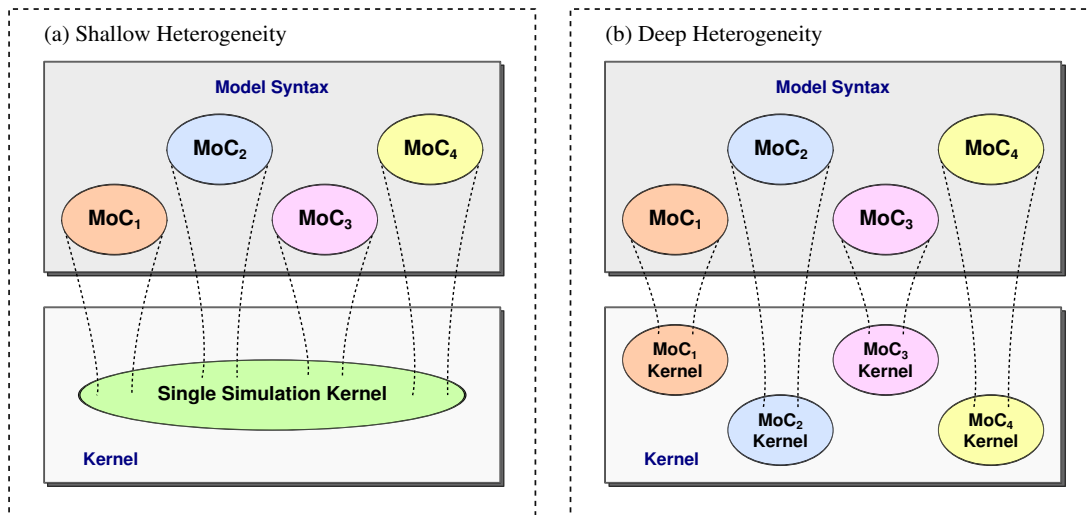 (a) Shallow Heterogeneity
Model Syntax
MoC₂
MoC₄
MoC₁
MoC₃
Single Simulation Kernel
Kernel
(b) Deep Heterogeneity
Model Syntax
MoC₂
MoC₄
MoC₁
MoC₃
MoC₁
Kernel
MoC₃
Kernel
MoC₂
Kernel
MoC₄
Kernel
Kernel